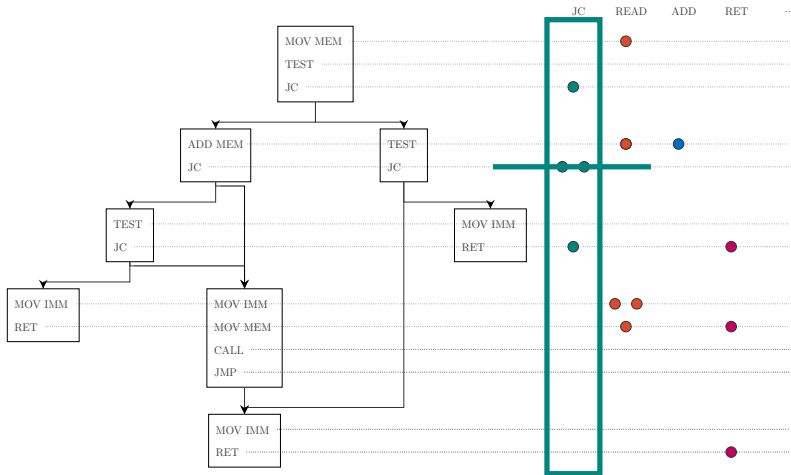 JC READ ADD RET
MOV MEM
TEST
JC
ADD MEM
JC
TEST
JC
TEST
JC
MOV IMM
RET
MOV IMM
RET
MOV IMM
MOV MEM
CALL
JMP
MOV IMM
RET